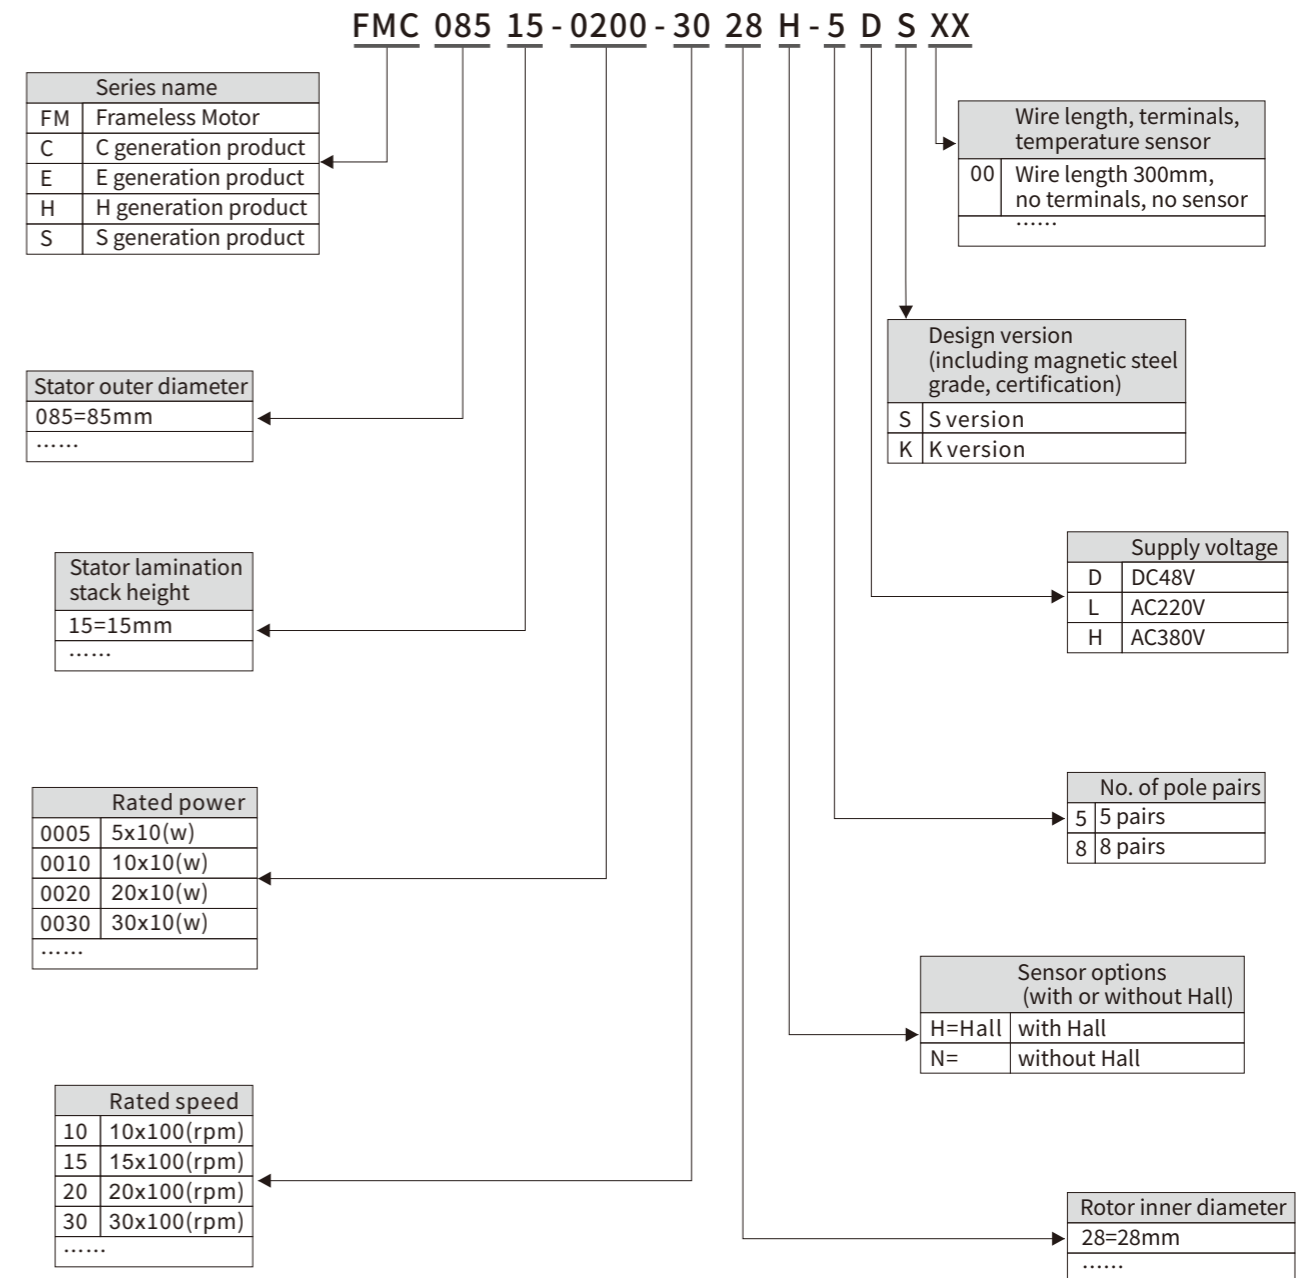 FMC 085 15 - 0200 - 30 28 H - 5 D S XX
Series name
FM Frameless Motor
C C generation product
E E generation product
H H generation product
S S generation product
Wire length, terminals,
temperature sensor
00 Wire length 300mm,
no terminals, no sensor
······
Design version
(including magnetic steel
grade, certification)
S S version
K K version
Stator outer diameter
085=85mm
······
Supply voltage
D DC48V
L AC220V
H AC380V
Stator lamination
stack height
15=15mm
······
No. of pole pairs
5 5 pairs
8 8 pairs
Rated power
0005 5x10(w)
0010 10x10(w)
0020 20x10(w)
0030 30x10(w)
······
Sensor options
(with or without Hall)
H=Hall with Hall
N= without Hall
Rated speed
10 10x100(rpm)
15 15x100(rpm)
20 20x100(rpm)
30 30x100(rpm)
······
Rotor inner diameter
28=28mm
······